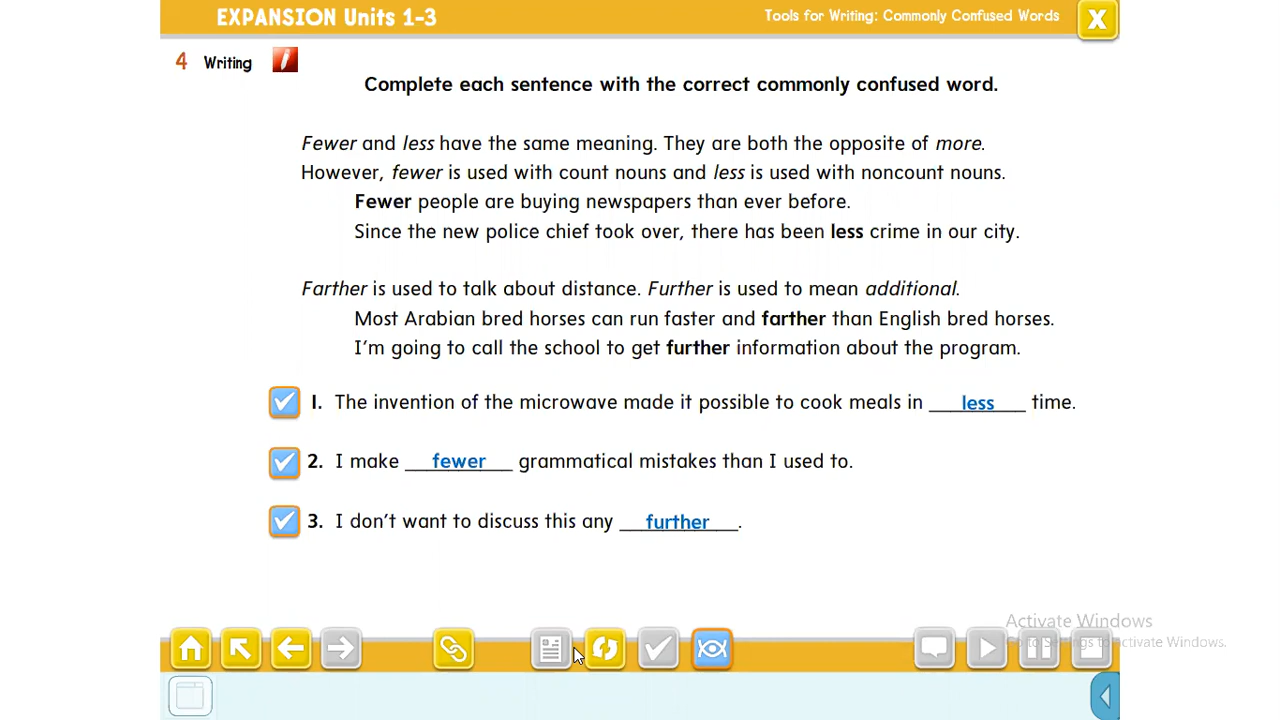 EXPANSION Units 1-3
Tools for Writing: Commonly Confused Words
X
4 Writing
Complete each sentence with the correct commonly confused word.
Fewer and less have the same meaning. They are both the opposite of more.
However, fewer is used with count nouns and less is used with noncount nouns.
Fewer people are buying newspapers than ever before.
Since the new police chief took over, there has been less crime in our city.
Farther is used to talk about distance. Further is used to mean additional.
Most Arabian bred horses can run faster and farther than English bred horses.
I'm going to call the school to get further information about the program.
1. The invention of the microwave made it possible to cook meals in less time.
2. I make fewer grammatical mistakes than I used to.
3. I don't want to discuss this any further.
Activate Windows
Go to Settings to activate Windows.